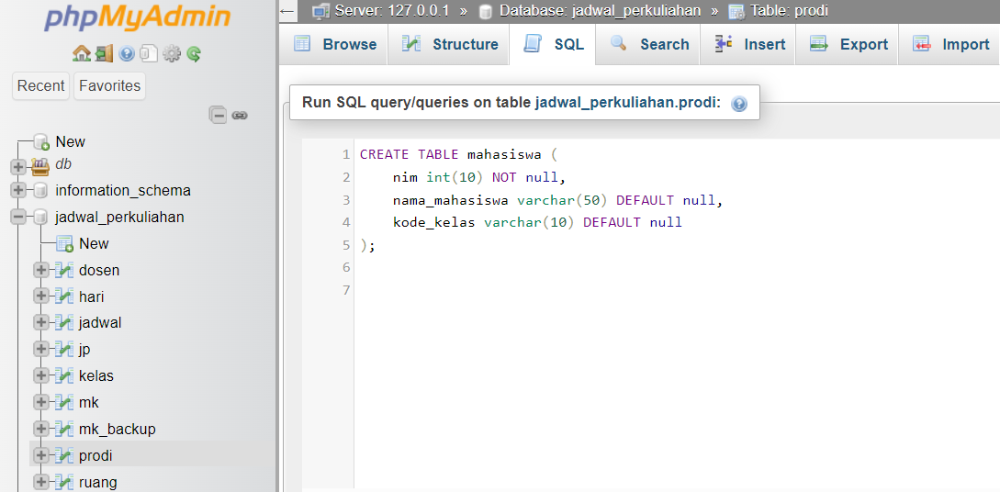 phpMyAdmin
Recent Favorites
New
db
information_schema
jadwal_perkuliahan
New
dosen
hari
jadwal
jp
kelas
mk
mk_backup
prodi
ruang
Server: 127.0.0.1 » Database: jadwal_perkuliahan » Table: prodi
Browse Structure SQL Search Insert Export Import
Run SQL query/queries on table jadwal_perkuliahan.prodi:
1 CREATE TABLE mahasiswa (
2 nim int(10) NOT null,
3 nama_mahasiswa varchar(50) DEFAULT null,
4 kode_kelas varchar(10) DEFAULT null
5 );
6
7